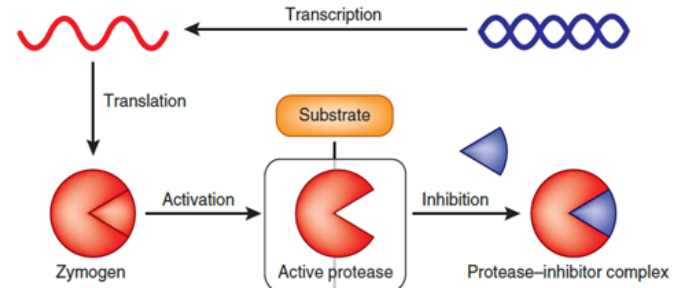 Transcription
Translation
Substrate
Activation
Inhibition
Zymogen
Active protease
Protease–inhibitor complex